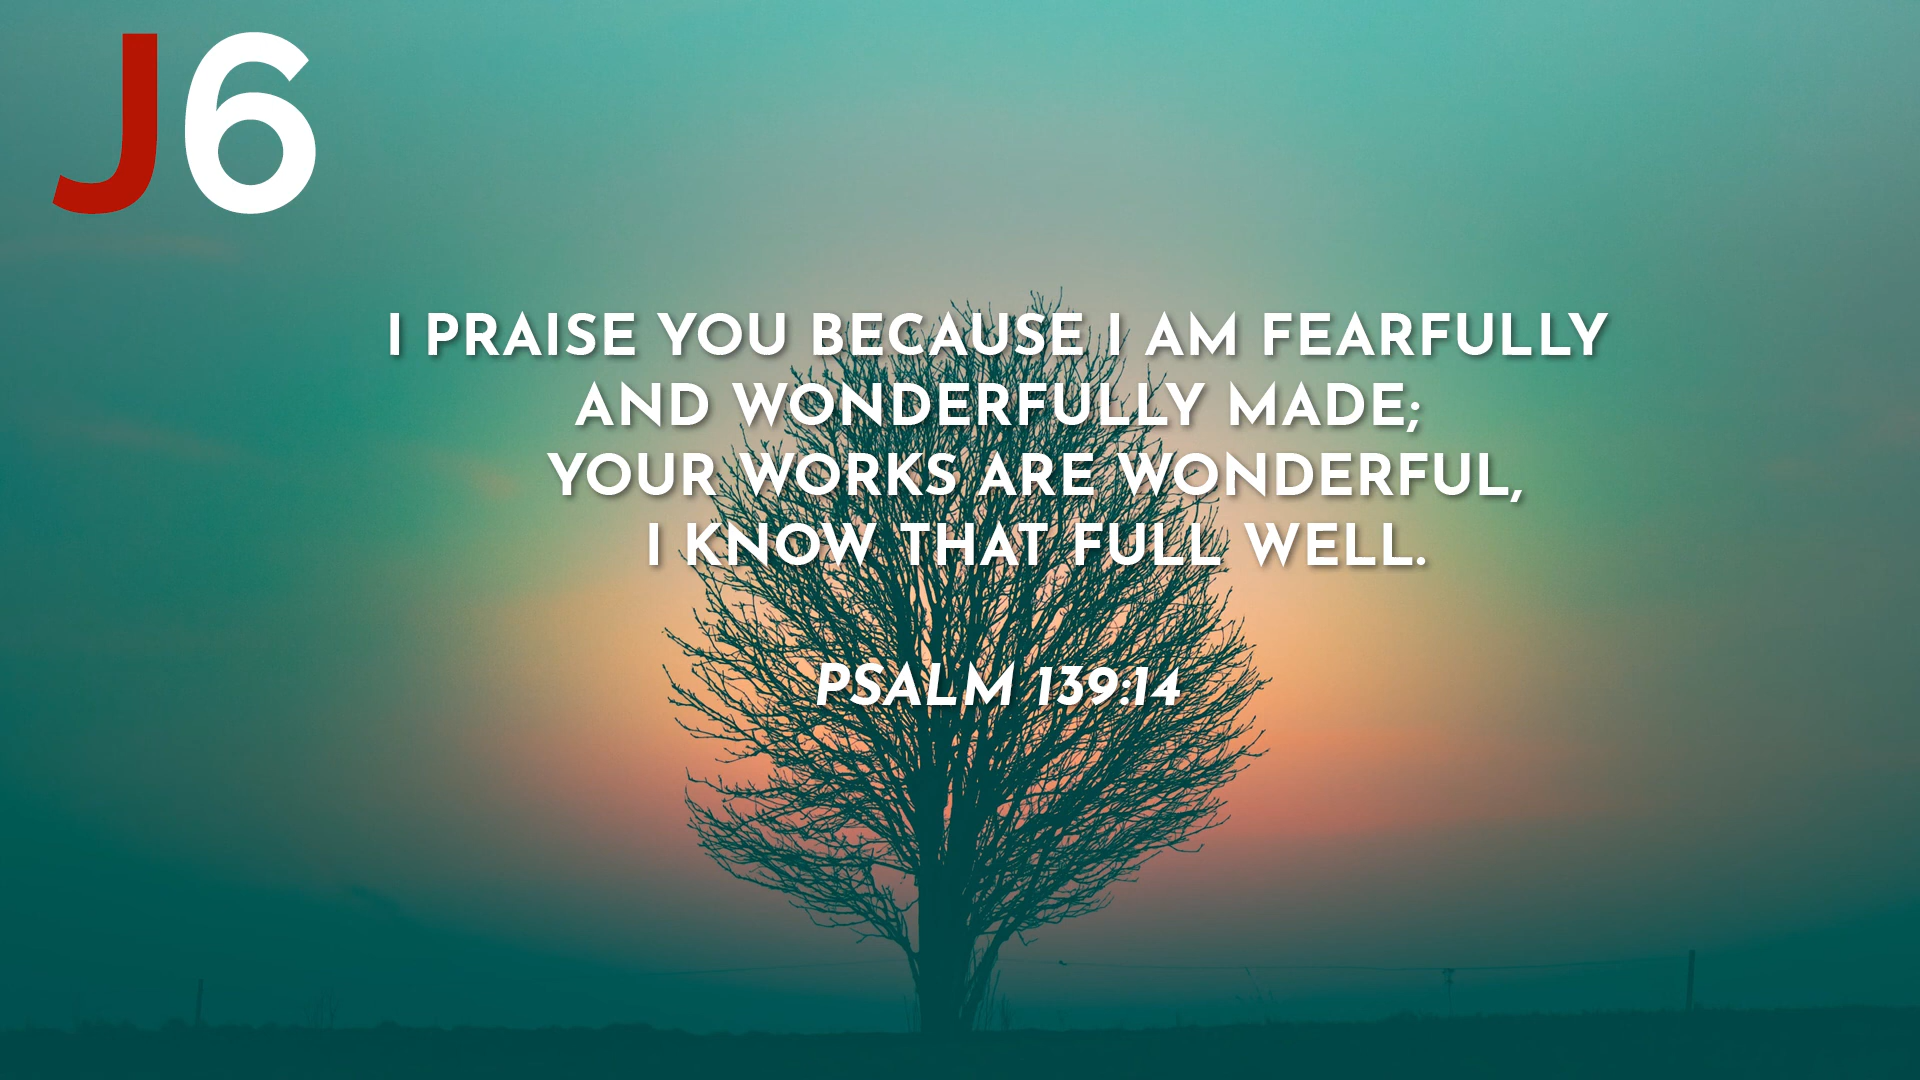 J6
I PRAISE YOU BECAUSE I AM FEARFULLY
AND WONDERFULLY MADE;
YOUR WORKS ARE WONDERFUL,
I KNOW THAT FULL WELL.
PSALM 139:14